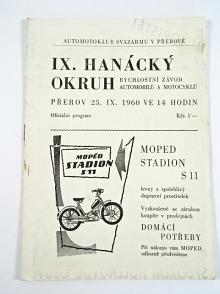 AUTOMOTOKLUB SVAZARMU V PŘEROVĚ
IX. HANÁCKÝ
OKRUH RYCHLOSTNÍ ZÁVOD
AUTOMOBILŮ A MOTOCYKLŮ
PŘEROV 25. IX. 1960 VE 14 HODIN
Oficiální program Kčs 1'—
MOPED
STADION
S11
MOPED
STADION
S 11
levný a spolehlivý
dopravní prostředek
Vyzkoušené se zárukou
koupíte v prodejnách
DOMÁCÍ
POTŘEBY
Při nákupu vám MOPED
odborně předvedeme